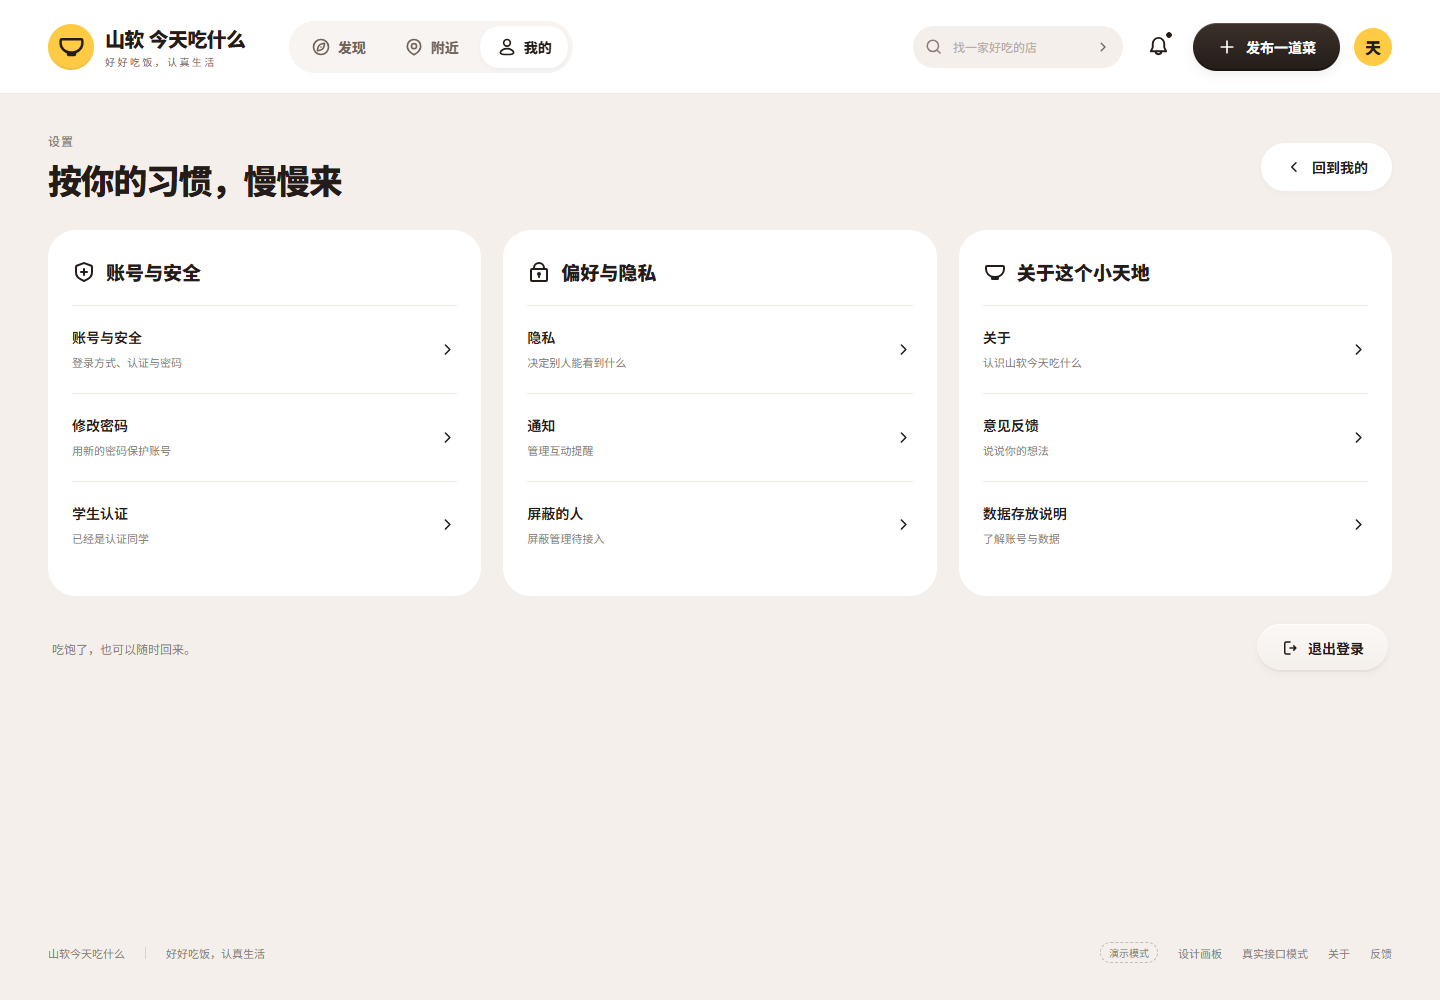 山软 今天吃什么
好好吃饭，认真生活
发现
附近
我的
找一家好吃的店
发布一道菜
天
设置
按你的习惯，慢慢来
回到我的
账号与安全
账号与安全
登录方式、认证与密码
修改密码
用新的密码保护账号
学生认证
已经是认证同学
偏好与隐私
隐私
决定别人能看到什么
通知
管理互动提醒
屏蔽的人
屏蔽管理待接入
关于这个小天地
关于
认识山软今天吃什么
意见反馈
说说你的想法
数据存放说明
了解账号与数据
吃饱了，也可以随时回来。
退出登录
山软今天吃什么
好好吃饭，认真生活
演示模式
设计画板
真实接口模式
关于
反馈